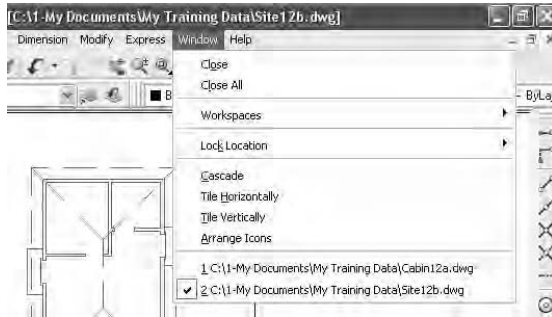 [C:\1-My Documents\My Training Data\Site12b.dwg]
Dimension Modify Express Window Help
Close
Close All
Workspaces
Lock Location
Cascade
Tile Horizontally
Tile Vertically
Arrange Icons
1 C:\1-My Documents\My Training Data\Cabin12a.dwg
2 C:\1-My Documents\My Training Data\Site12b.dwg